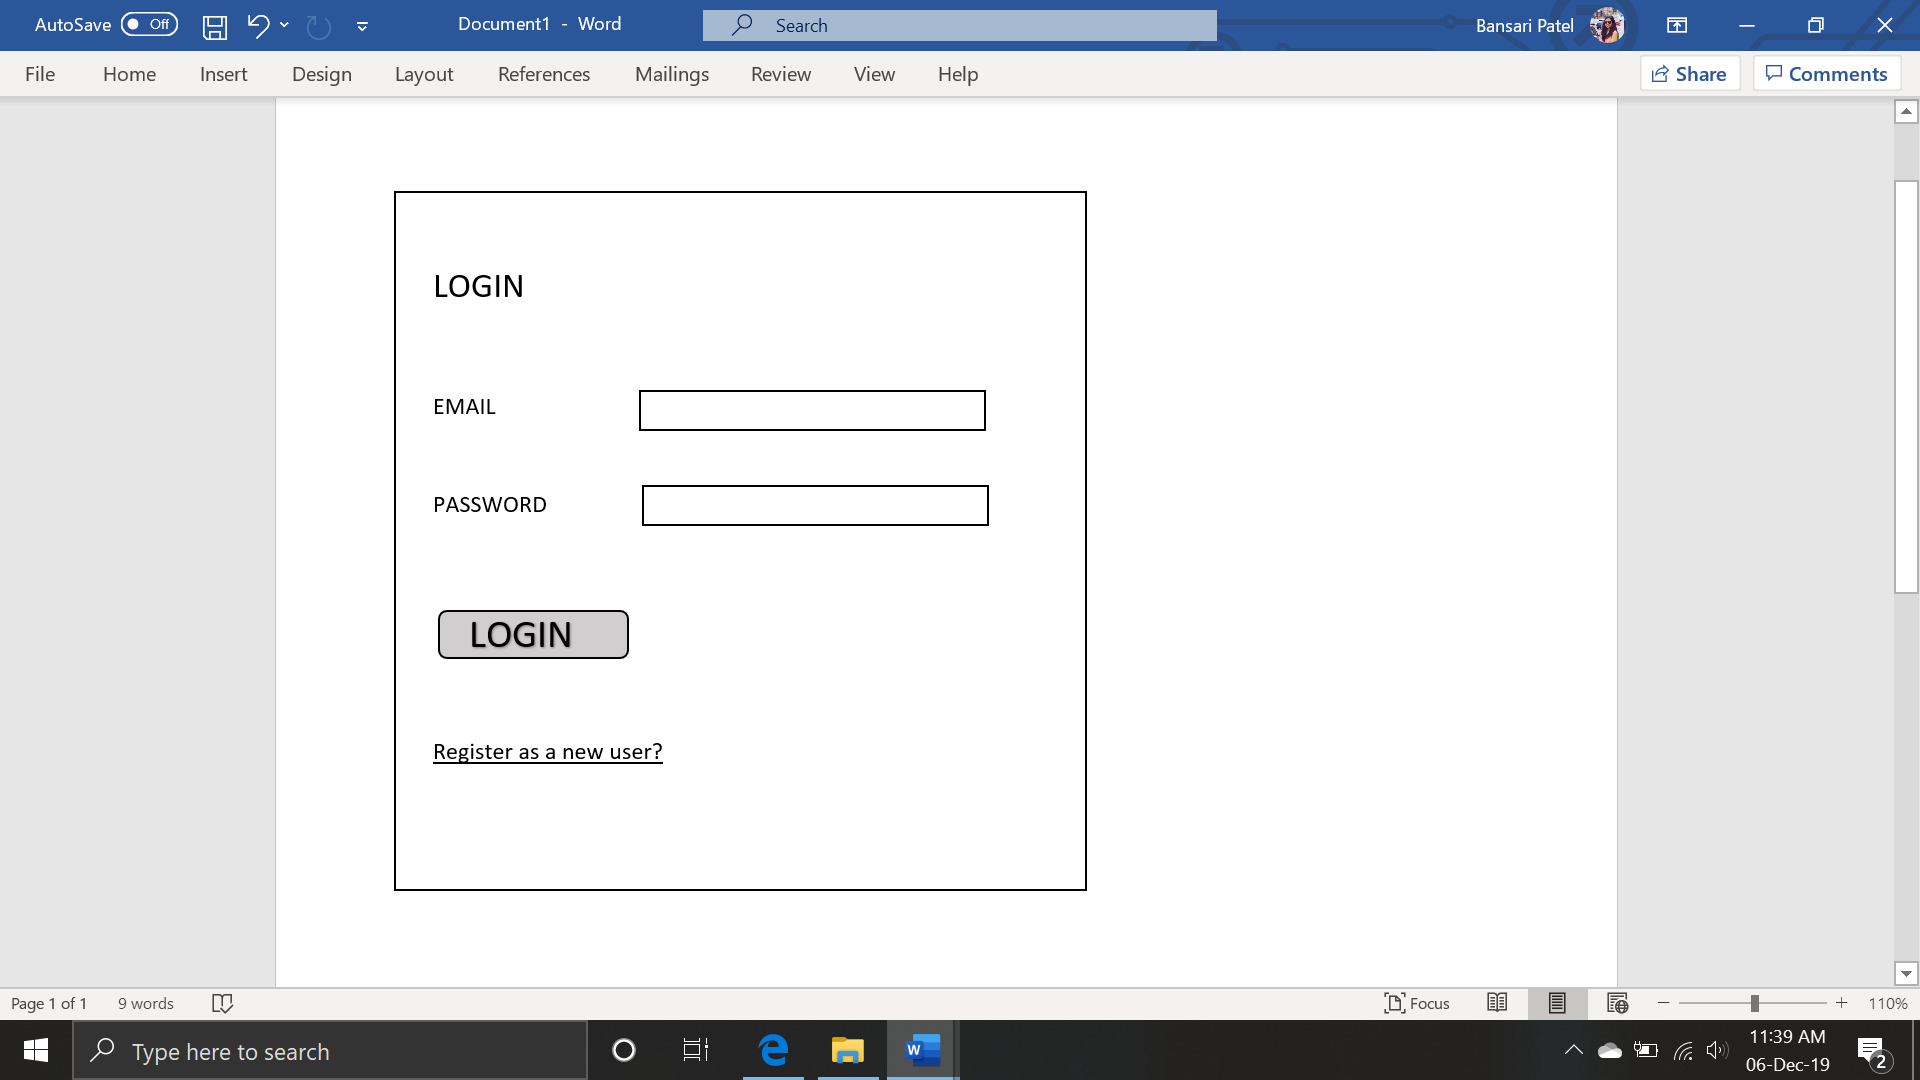 AutoSave Off Document1 - Word Search Bansari Patel
File Home Insert Design Layout References Mailings Review View Help Share Comments
LOGIN
EMAIL
PASSWORD
LOGIN
Register as a new user?
Page 1 of 1 9 words Focus 110%
Type here to search
W
11:39 AM
06-Dec-19
2